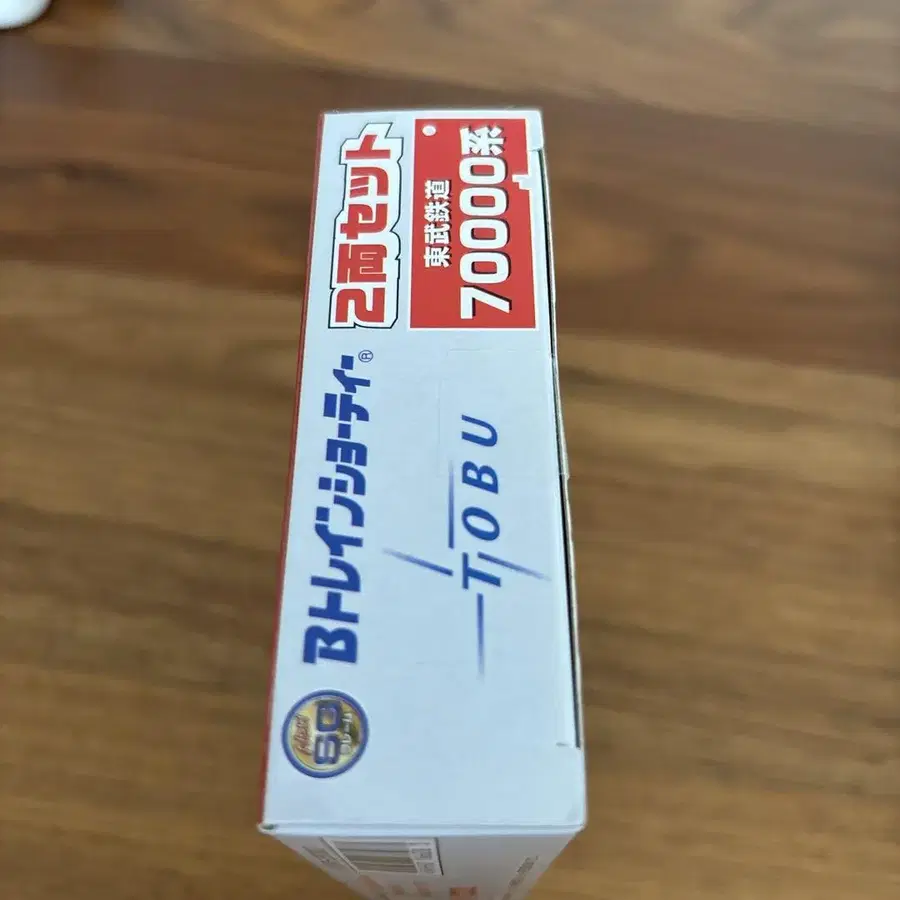 Bトレインショーティー®
2両セット
TOBU
東武鉄道
70000系